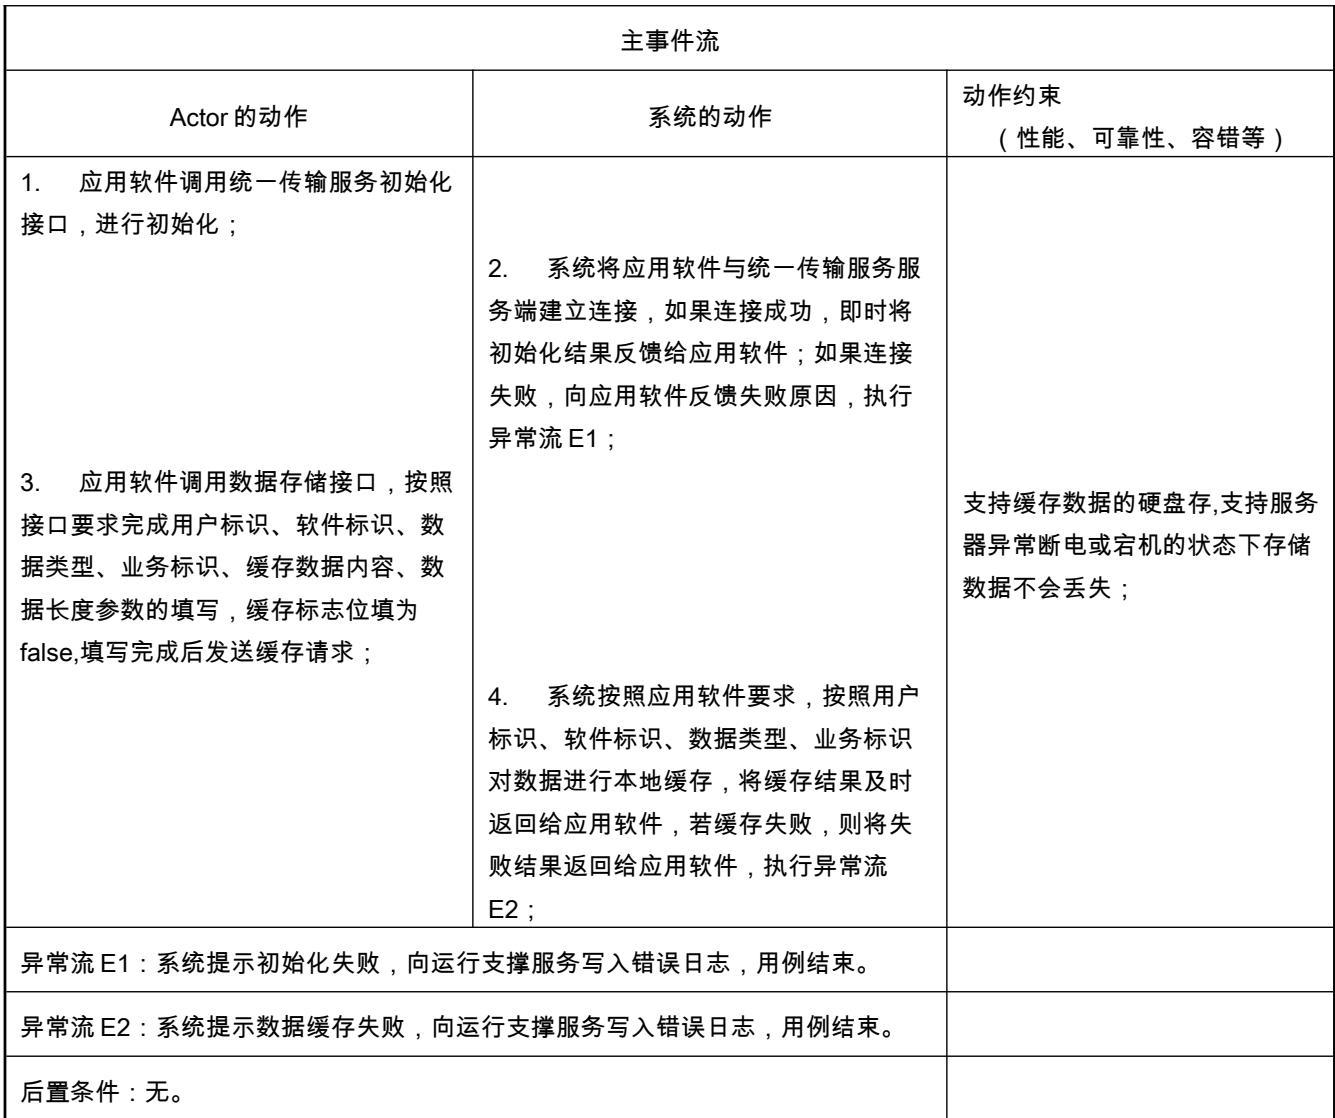 主事件流
Actor 的动作
系统的动作
动作约束
（性能、可靠性、容错等）
1. 应用软件调用统一传输服务初始化
接口，进行初始化；
2. 系统将应用软件与统一传输服务服
务端建立连接，如果连接成功，即时将
初始化结果反馈给应用软件；如果连接
失败，向应用软件反馈失败原因，执行
异常流 E1；
3. 应用软件调用数据存储接口，按照
接口要求完成用户标识、软件标识、数
据类型、业务标识、缓存数据内容、数
据长度参数的填写，缓存标志位填为
false,填写完成后发送缓存请求；
4. 系统按照应用软件要求，按照用户
标识、软件标识、数据类型、业务标识
对数据进行本地缓存，将缓存结果及时
返回给应用软件，若缓存失败，则将失
败结果返回给应用软件，执行异常流
E2；
支持缓存数据的硬盘存,支持服务
器异常断电或宕机的状态下存储
数据不会丢失；
异常流 E1：系统提示初始化失败，向运行支撑服务写入错误日志，用例结束。
异常流 E2：系统提示数据缓存失败，向运行支撑服务写入错误日志，用例结束。
后置条件：无。